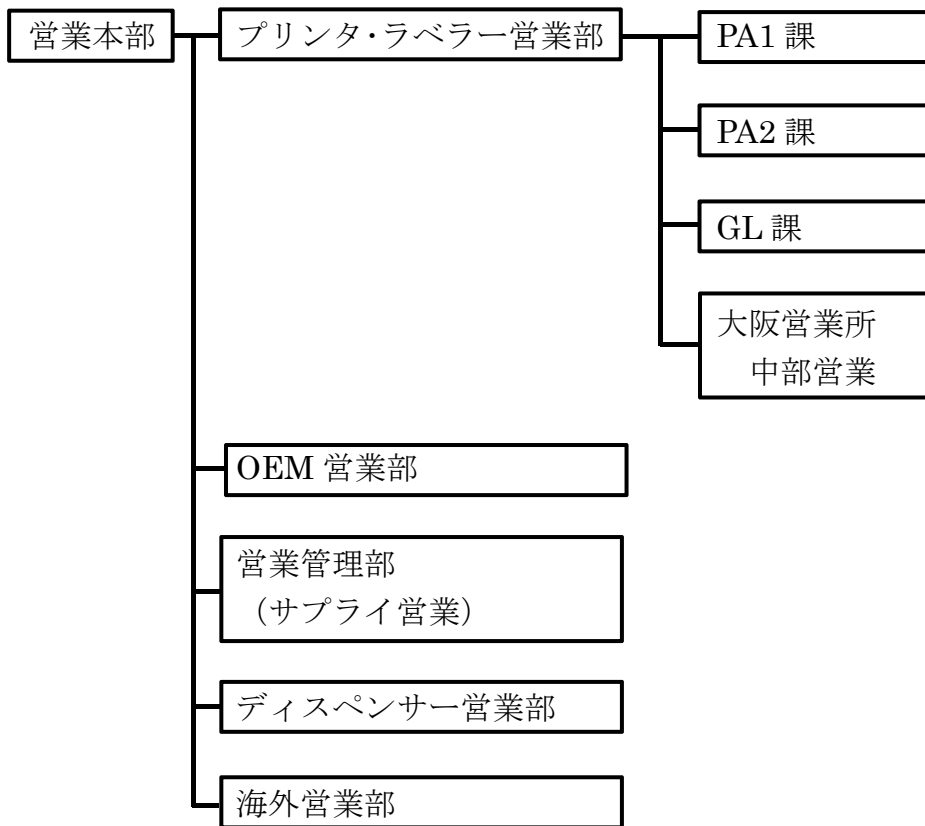 営業本部
プリンタ・ラベラー営業部
PA1 課
PA2 課
GL 課
大阪営業所
中部営業
OEM 営業部
営業管理部
（サプライ営業）
ディスペンサー営業部
海外営業部